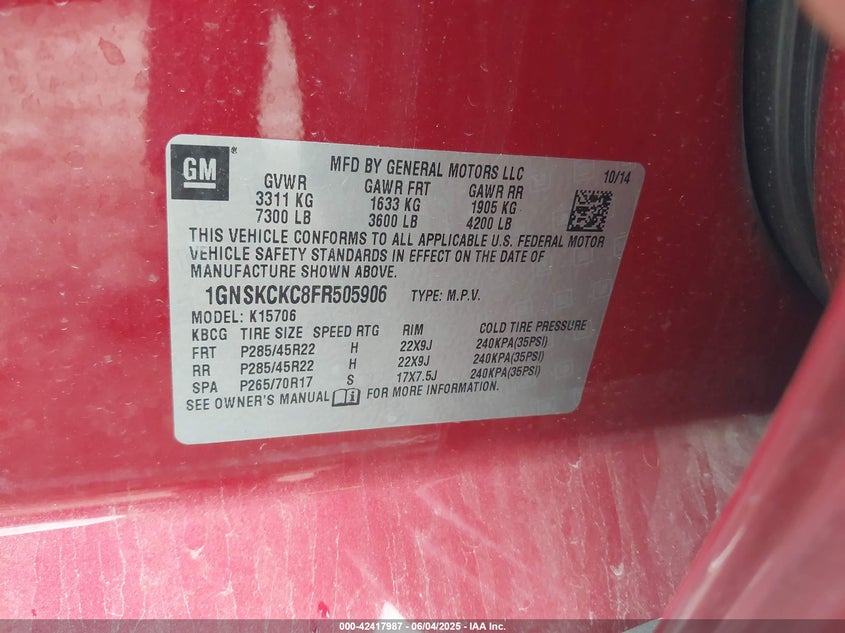 GM®
MFD BY GENERAL MOTORS LLC
10/14
GVWR GAWR FRT GAWR RR
3311 KG 1633 KG 1905 KG
7300 LB 3600 LB 4200 LB
THIS VEHICLE CONFORMS TO ALL APPLICABLE U.S. FEDERAL MOTOR
VEHICLE SAFETY STANDARDS IN EFFECT ON THE DATE OF
MANUFACTURE SHOWN ABOVE.
1GNSKCKC8FR505906 TYPE: M.P.V.
MODEL: K15706
KBCG TIRE SIZE SPEED RTG RIM COLD TIRE PRESSURE
FRT P285/45R22 H 22X9J 240KPA(35PSI)
RR P285/45R22 H 22X9J 240KPA(35PSI)
SPA P265/70R17 S 17X7.5J 240KPA(35PSI)
SEE OWNER'S MANUAL FOR MORE INFORMATION.
000-42417987 - 06/04/2025 - IAA Inc.